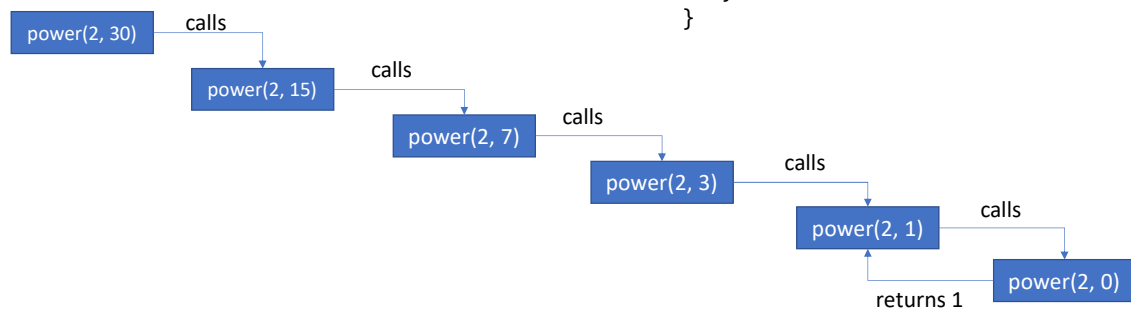 }
power(2, 30)
calls
power(2, 15)
calls
power(2, 7)
calls
power(2, 3)
calls
power(2, 1)
calls
power(2, 0)
returns 1